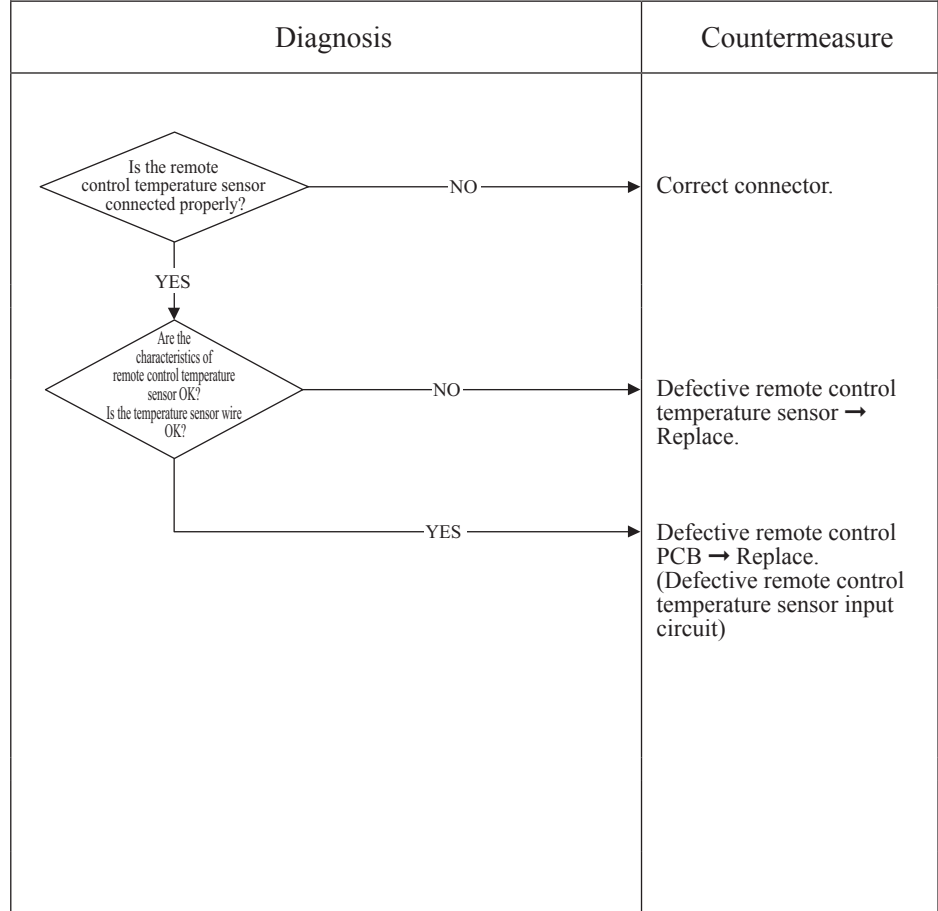 Diagnosis
Countermeasure
Is the remote
control temperature sensor
connected properly?
NO
Correct connector.
YES
Are the
characteristics of
remote control temperature
sensor OK?
Is the temperature sensor wire
OK?
NO
Defective remote control
temperature sensor ➞
Replace.
YES
Defective remote control
PCB ➞ Replace.
(Defective remote control
temperature sensor input
circuit)